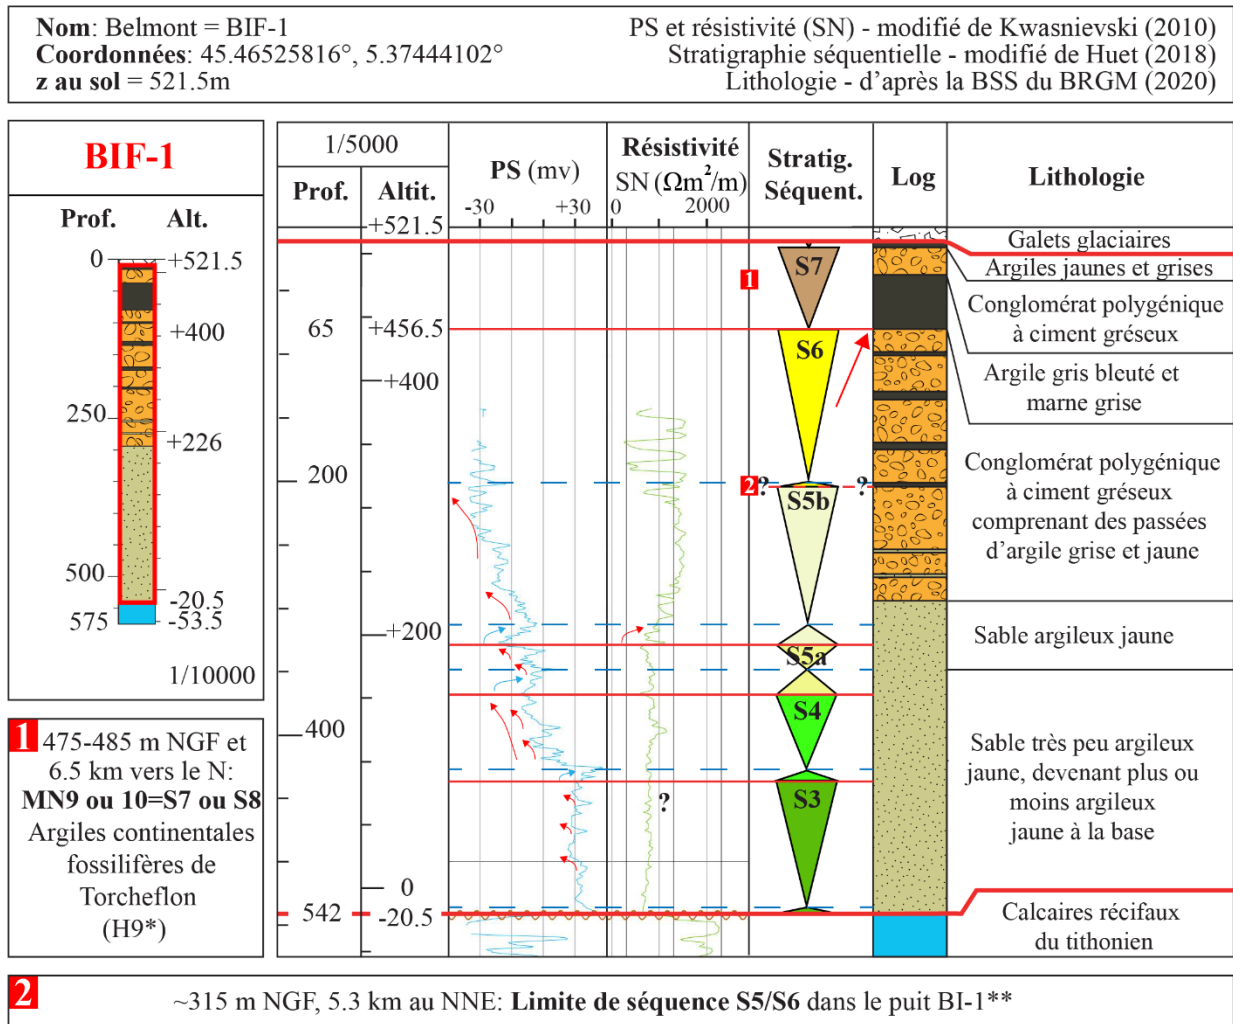 Nom: Belmont = BIF-1
Coordonnées: 45.46525816°, 5.37444102°
z au sol = 521.5m
PS et résistivité (SN) - modifié de Kwasnievski (2010)
Stratigraphie séquentielle - modifié de Huet (2018)
Lithologie - d'après la BSS du BRGM (2020)
BIF-1
Prof. Alt.
0 +521.5
+400
250
+226
500
-20.5
575 -53.5
1/10000
1 475-485 m NGF et
6.5 km vers le N:
MN9 ou 10=S7 ou S8
Argiles continentales
fossilifères de
Torcheflon
(H9*)
1/5000
Prof. Altit.
PS (mv)
-30 +30
Résistivité
SN (Ωm²/m)
0 2000
Stratig.
Séquent.
Log
Lithologie
+521.5
65 +456.5
+400
200
+200
400
0
542 -20.5
?
1
S7
S6
2 ? ?
S5b
S5a
S4
S3
Galets glaciaires
Argiles jaunes et grises
Conglomérat polygénique
à ciment gréseux
Argile gris bleuté et
marne grise
Conglomérat polygénique
à ciment gréseux
comprenant des passées
d'argile grise et jaune
Sable argileux jaune
Sable très peu argileux
jaune, devenant plus ou
moins argileux
jaune à la base
Calcaires récifaux
du tithonien
2 ~315 m NGF, 5.3 km au NNE: Limite de séquence S5/S6 dans le puit BI-1**